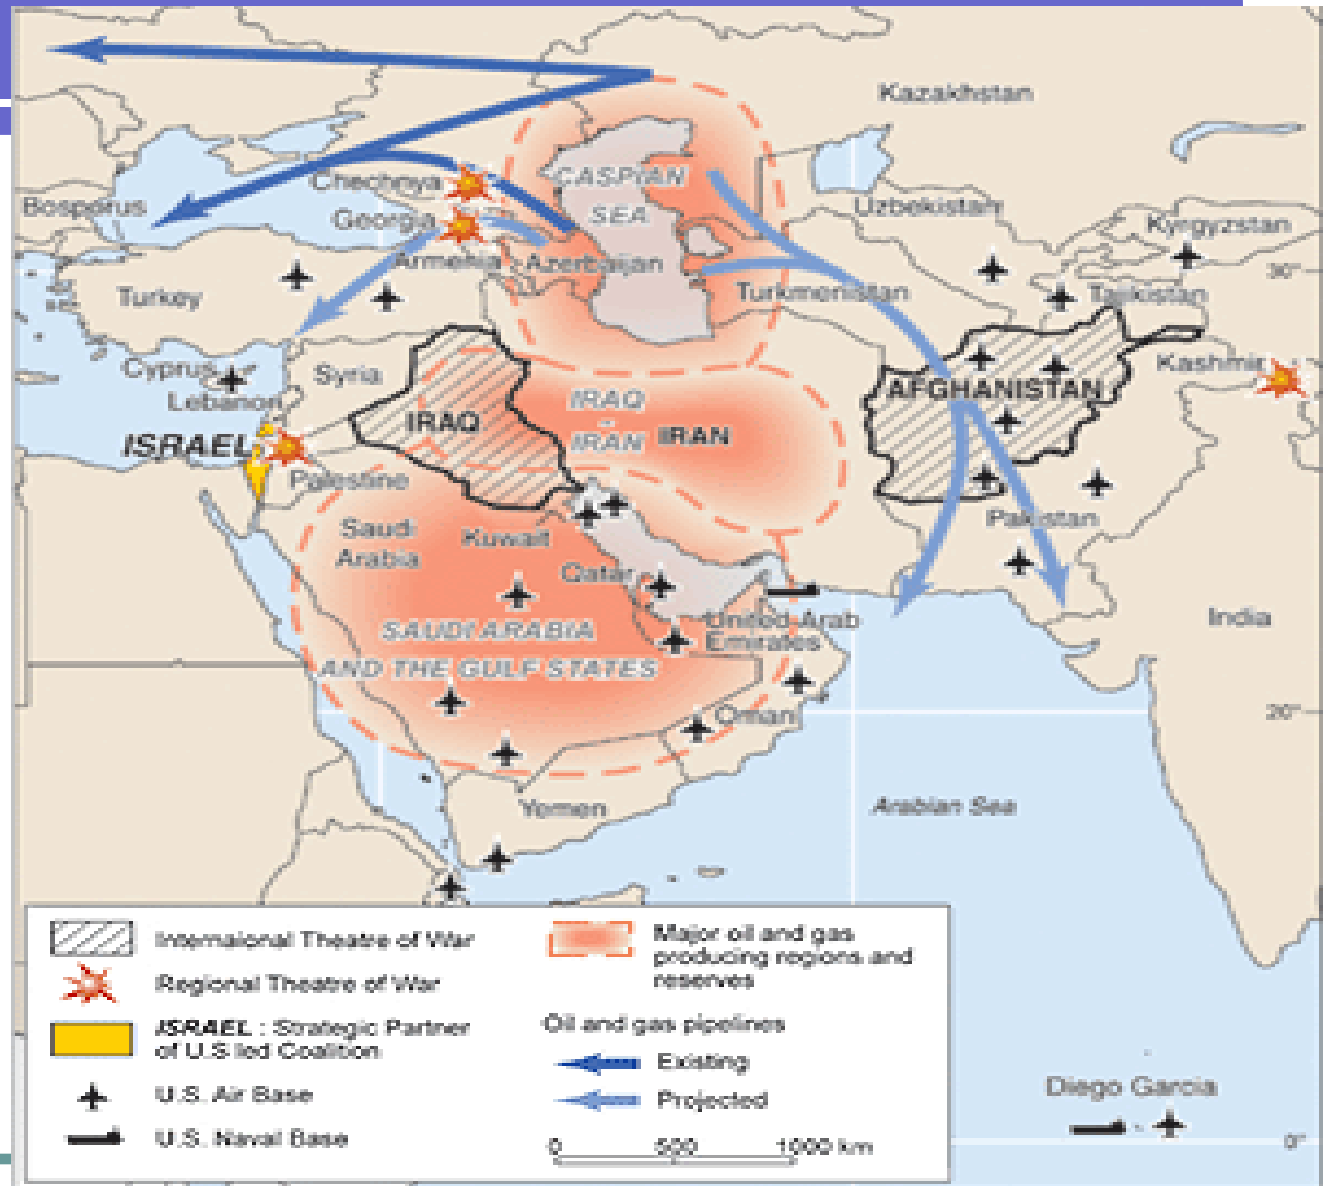 Kazakhstan
CASPIAN
SEA
Chechnya
Bosporus
Georgia
Uzbekistan
Kyrgyzstan
Armenia
Azerbaijan
30°
Turkey
Turkmenistan
Tajikistan
Cyprus
Syria
Kashmir
Lebanon
AFGHANISTAN
IRAQ
-
IRAN
IRAQ
IRAN
ISRAEL
Palestine
Saudi
Arabia
Kuwait
Pakistan
Qatar
United Arab
Emirates
India
SAUDI ARABIA
AND THE GULF STATES
Oman
20°
Yemen
Arabian Sea
Internaional Theatre of War
Regional Theatre of War
ISRAEL : Strategic Partner
of U.S led Coalition
U.S. Air Base
U.S. Naval Base
Major oil and gas
producing regions and
reserves
Oil and gas pipelines
Existing
Projected
0 500 1000 km
Diego Garcia
0°